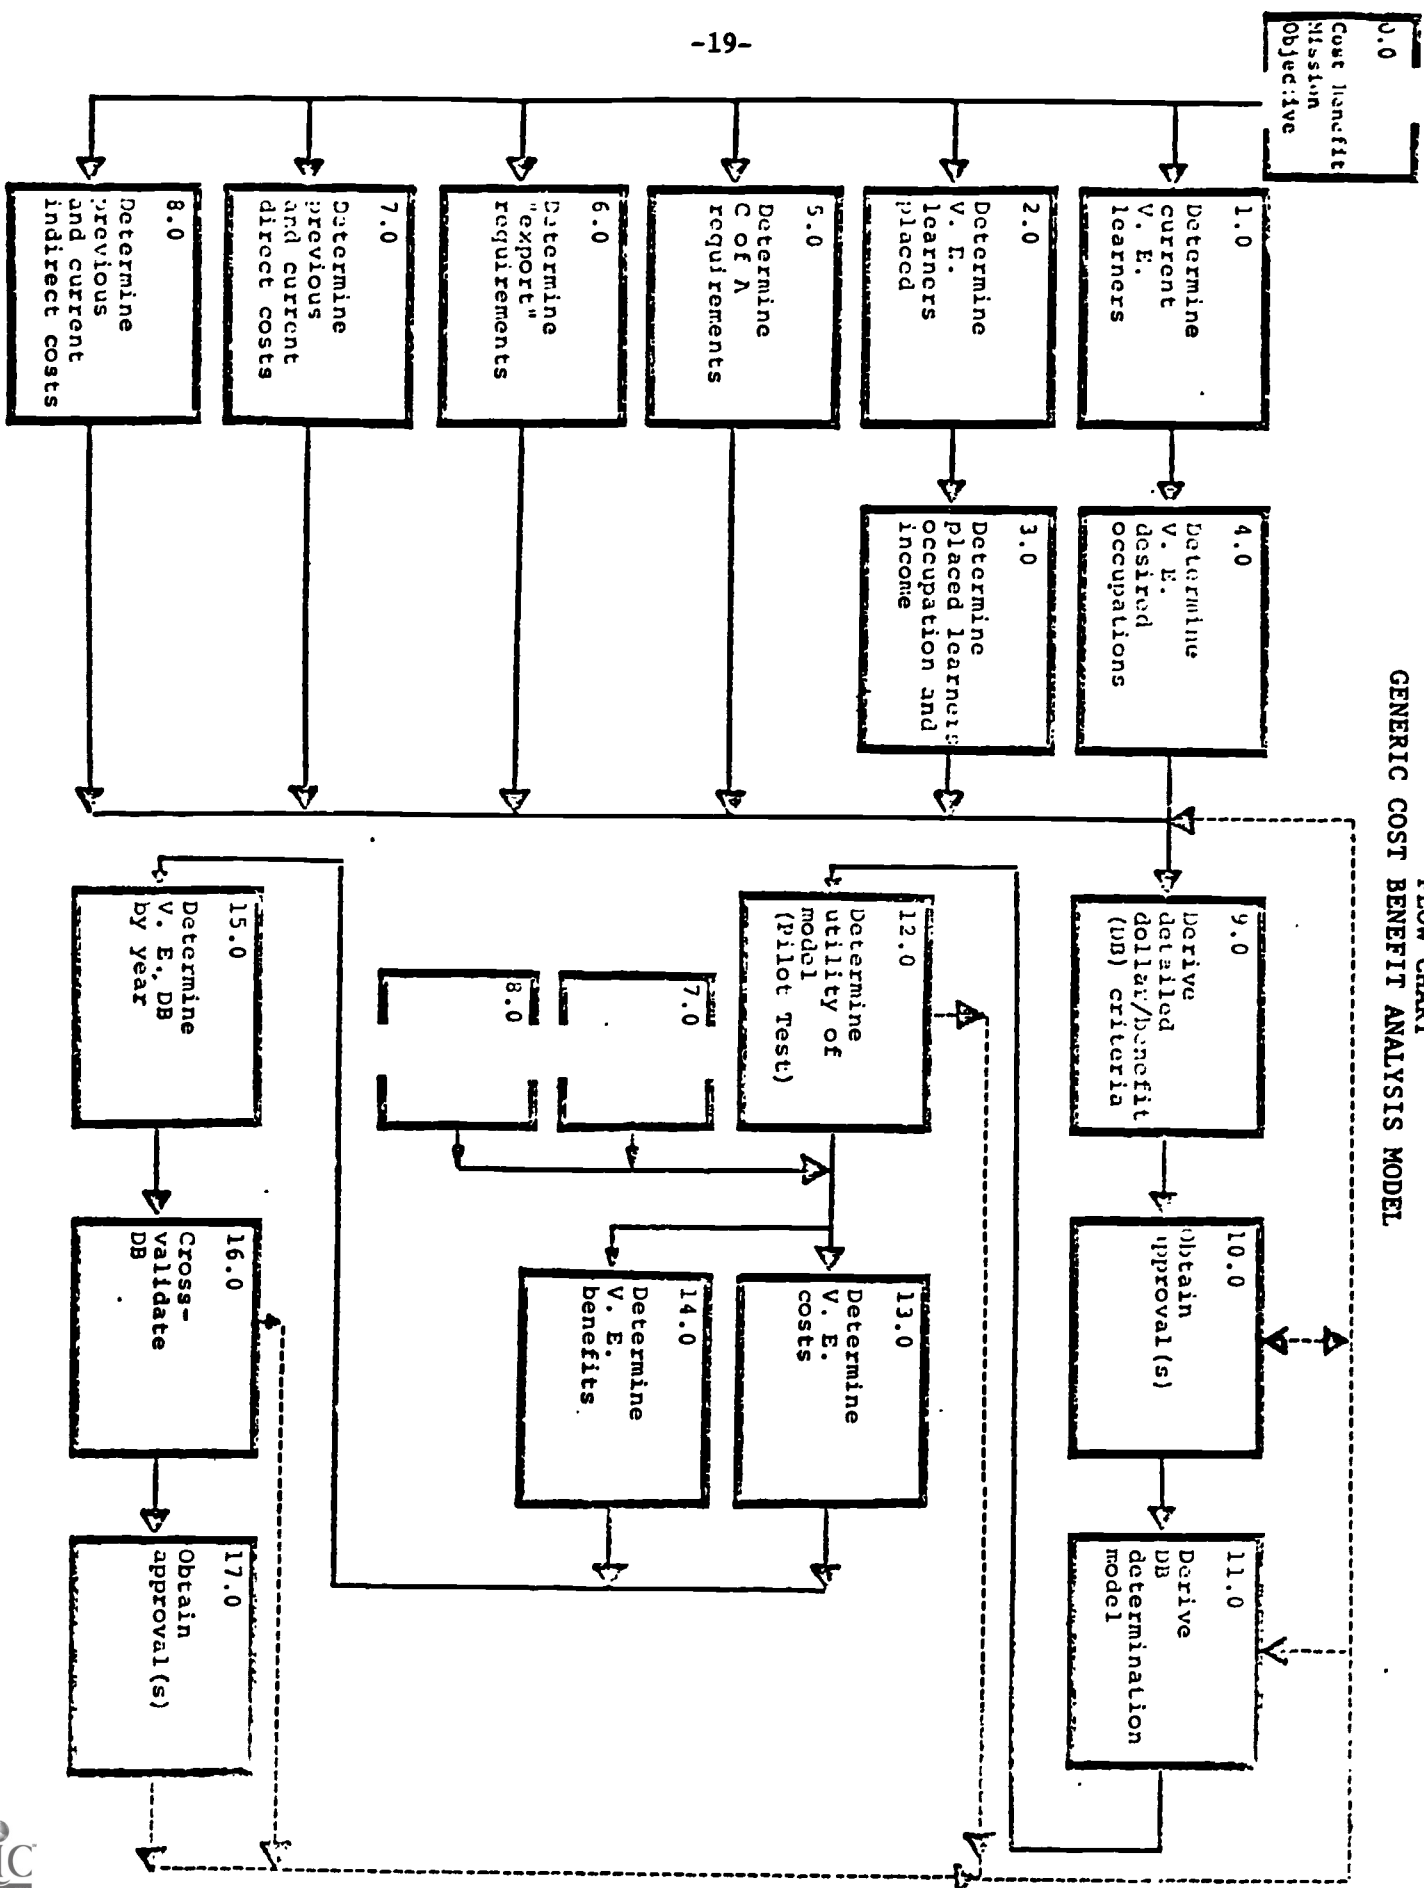 -19-
FLOW CHART
GENERIC COST BENEFIT ANALYSIS MODEL
0.0
Cost Benefit
Mission
Objective
1.0
Determine
current
V. E.
learners
2.0
Determine
V. E.
learners
placed
5.0
Determine
C of A
requirements
6.0
Determine
"export"
requirements
7.0
Determine
previous
and current
direct costs
8.0
Determine
previous
and current
indirect costs
4.0
Determine
V. E.
desired
occupations
3.0
Determine
placed learners
occupation and
income
9.0
Derive
detailed
dollar/benefit
(DB) criteria
10.0
Obtain
approval(s)
11.0
Derive
DB
determination
model
12.0
Determine
utility of
model
(Pilot Test)
7.0
8.0
13.0
Determine
V. E.
costs
14.0
Determine
V. E.
benefits
15.0
Determine
V. E., DB
by year
16.0
Cross-
validate
DB
17.0
Obtain
approval(s)